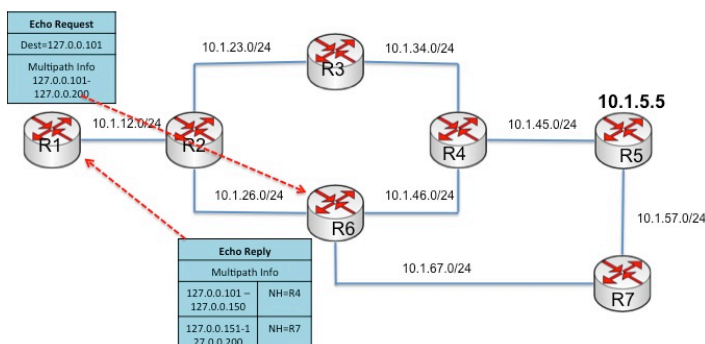 Echo Request
Dest=127.0.0.101
Multipath Info
127.0.0.101-
127.0.0.200
10.1.23.0/24
10.1.34.0/24
R3
10.1.5.5
10.1.12.0/24
10.1.45.0/24
R1
R2
R4
R5
10.1.26.0/24
10.1.46.0/24
R6
10.1.57.0/24
10.1.67.0/24
R7
Echo Reply
Multipath Info
127.0.0.101 –
127.0.0.150
NH=R4
127.0.0.151-1
27.0.0.200
NH=R7